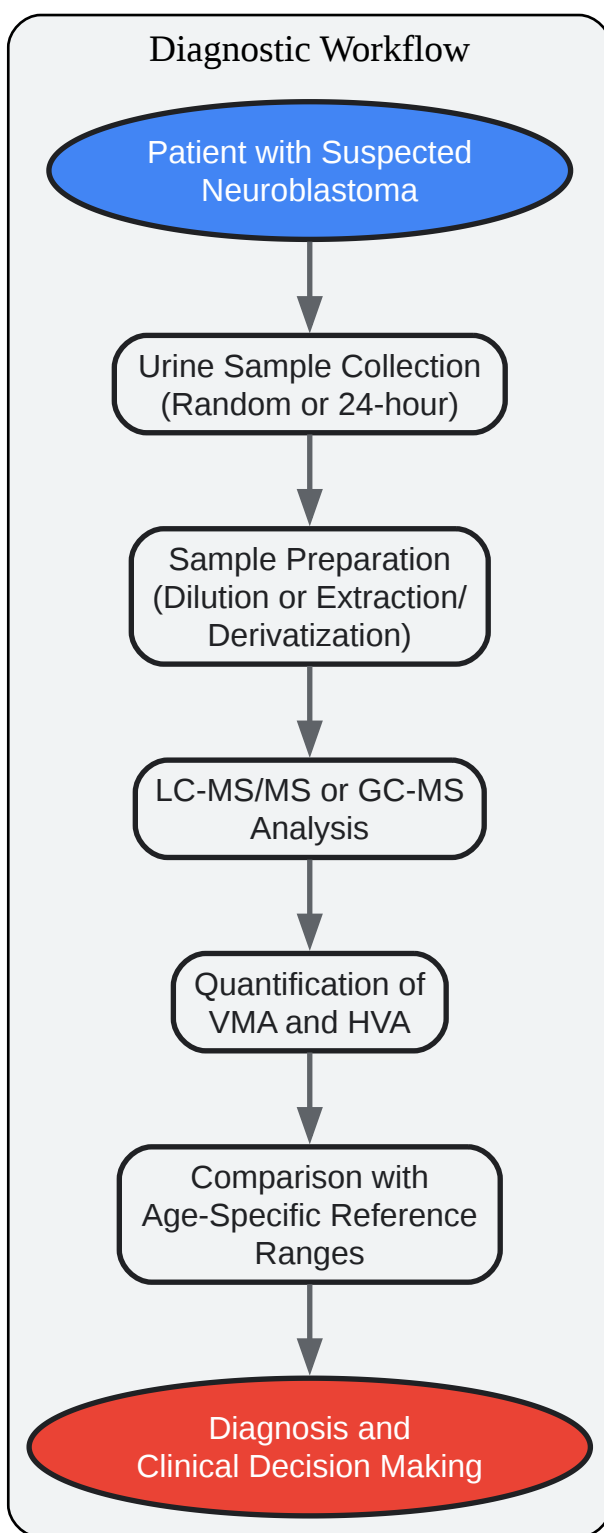 Diagnostic Workflow
Patient with Suspected
Neuroblastoma
Urine Sample Collection
(Random or 24-hour)
Sample Preparation
(Dilution or Extraction/
Derivatization)
LC-MS/MS or GC-MS
Analysis
Quantification of
VMA and HVA
Comparison with
Age-Specific Reference
Ranges
Diagnosis and
Clinical Decision Making